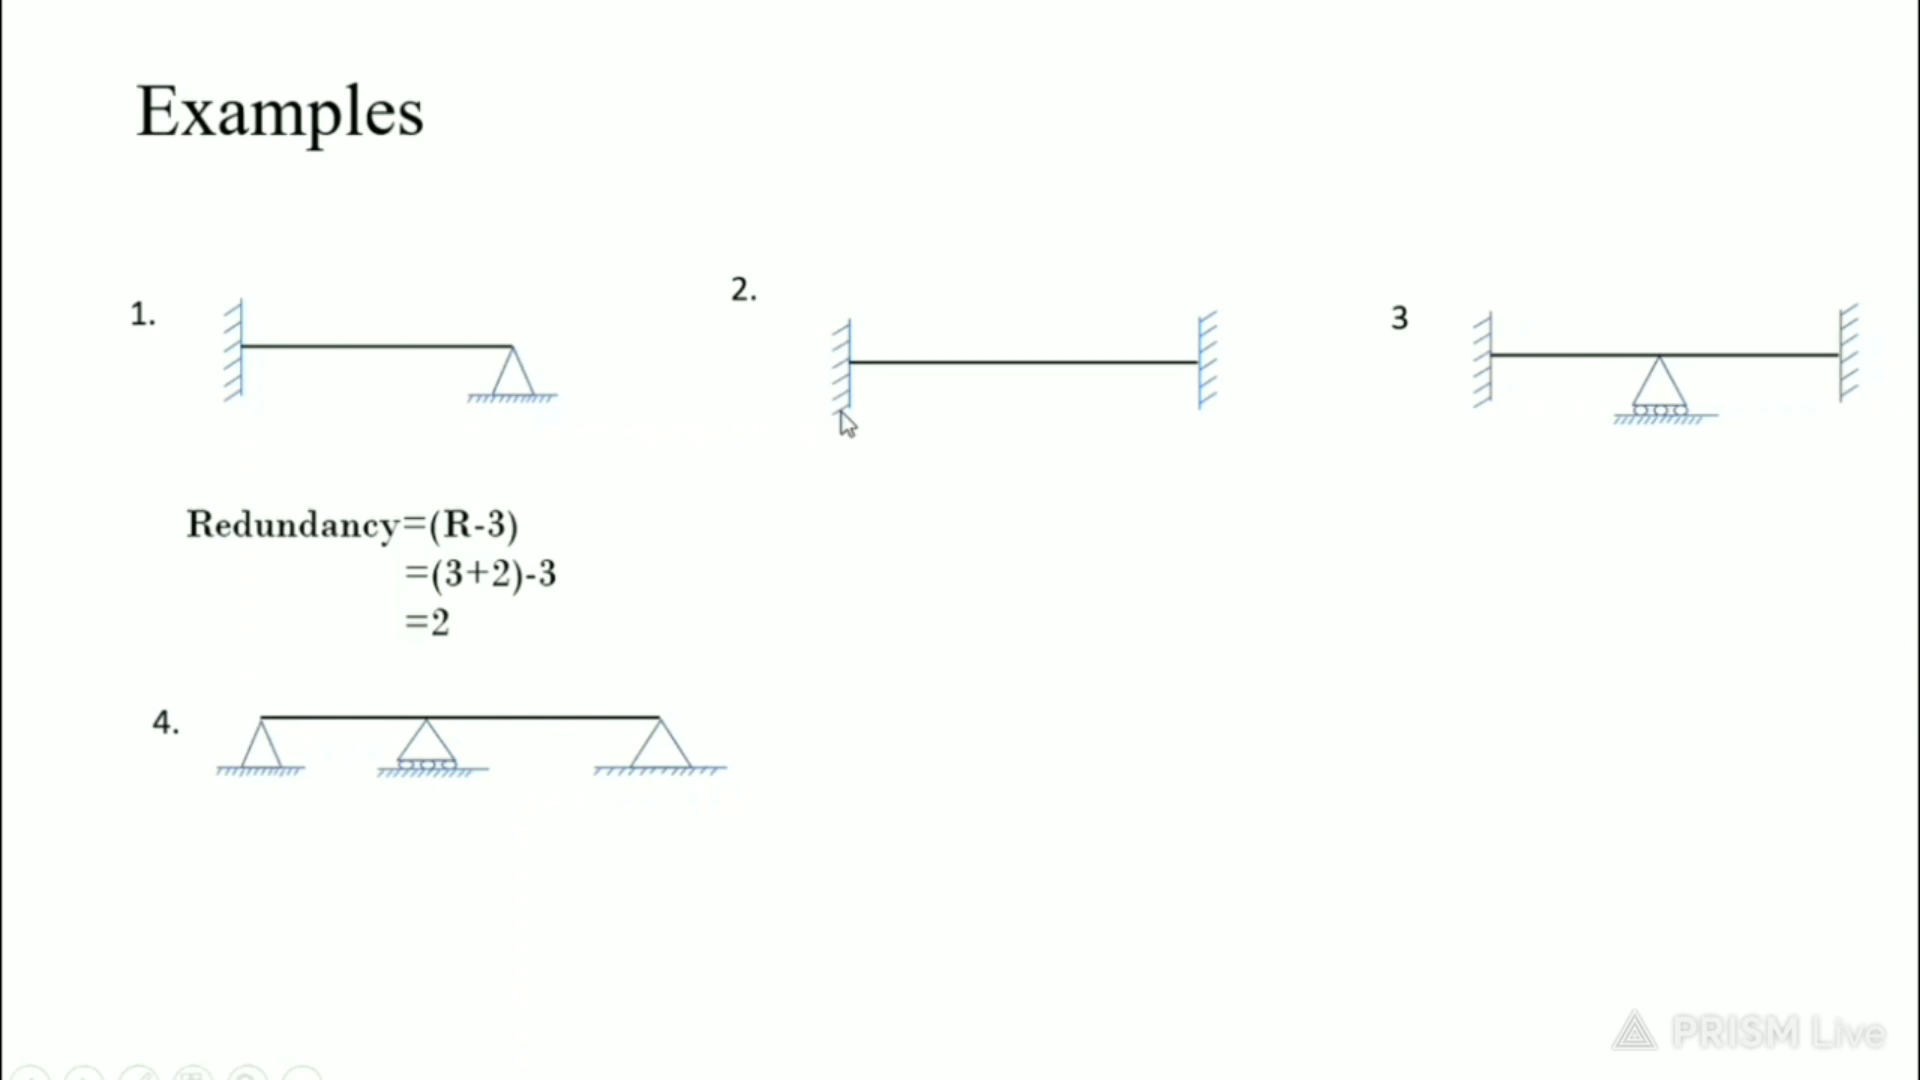 Examples
1.
2.
3
Redundancy=(R-3)
=(3+2)-3
=2
4.
PRISM Live